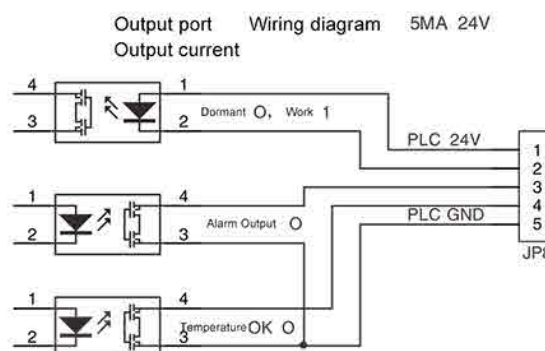 Output port Wiring diagram 5MA 24V
Output current
4 1
Dormant O, Work 1
3 2
PLC 24V
1
2
3
4
5
JP8
1 4
Alarm Output O
2 3
PLC GND
1 4
Temperature OK O
2 3